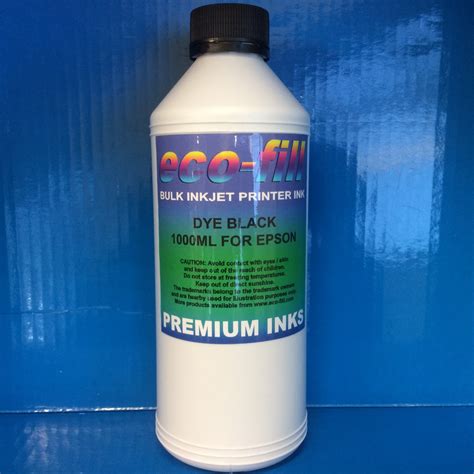 eco-fill
BULK INKJET PRINTER INK
DYE BLACK
1000ML FOR EPSON
CAUTION: Avoid contact with eyes / skin
and keep out of the reach of children.
Do not store at freezing temperatures.
Keep out of direct sunshine.
The trademarks belong to the trademark owners
and are hearby used for illustration purposes only.
More products available from www.eco-fill.com
PREMIUM INKS